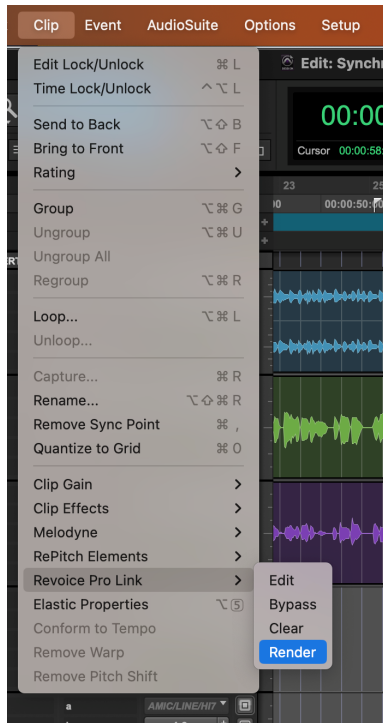 Clip Event AudioSuite Options Setup
Edit Lock/Unlock ⌘ L
Edit: Synchr
Time Lock/Unlock ^ ⌥ L
Send to Back ⌥ ⇧ B
00:00
Bring to Front ⌥ ⇧ F
Cursor 00:00:58:
Rating >
23 25
Group ⌥ ⌘ G
00:00:50:00
Ungroup ⌥ ⌘ U
Ungroup All
Regroup ⌥ ⌘ R
Loop... ⌥ ⌘ L
Unloop...
Capture... ⌘ R
Rename... ⌥ ⇧ ⌘ R
Remove Sync Point ⌘ ,
Quantize to Grid ⌘ 0
Clip Gain >
Clip Effects >
Melodyne >
RePitch Elements >
Revoice Pro Link >
Edit
Elastic Properties ⌥ 5
Bypass
Conform to Tempo
Clear
Remove Warp
Render
Remove Pitch Shift
a AMIC/LINE/HI7